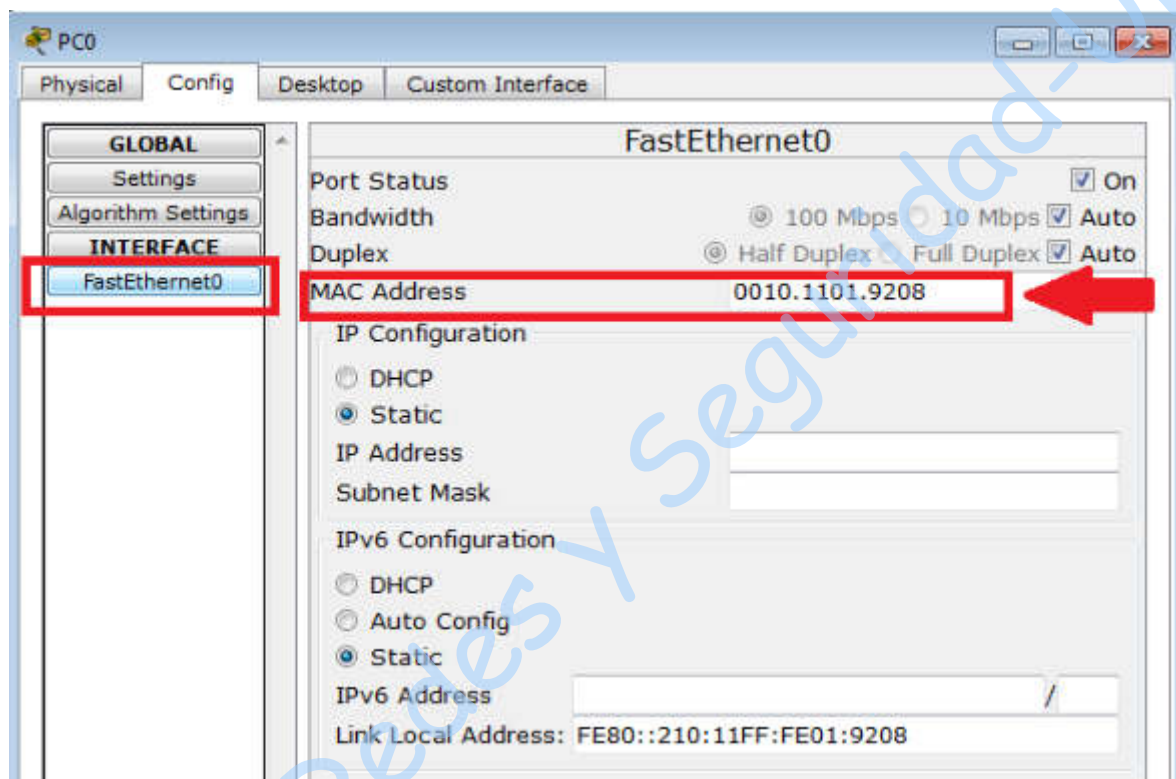 PC0
Physical Config Desktop Custom Interface
GLOBAL
Settings
Algorithm Settings
INTERFACE
FastEthernet0
FastEthernet0
Port Status On
Bandwidth 100 Mbps 10 Mbps Auto
Duplex Half Duplex Full Duplex Auto
MAC Address 0010.1101.9208
IP Configuration
DHCP
Static
IP Address
Subnet Mask
IPv6 Configuration
DHCP
Auto Config
Static
IPv6 Address /
Link Local Address: FE80::210:11FF:FE01:9208
edes y Seguridad-U